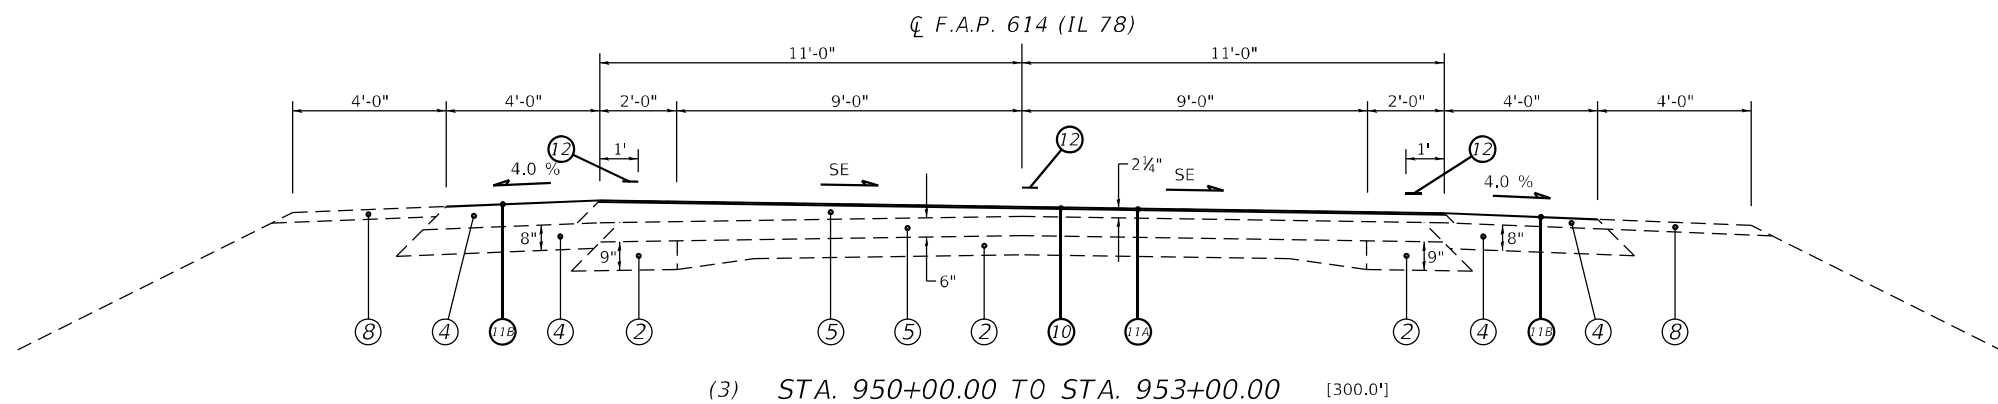 ℄ F.A.P. 614 (IL 78)
11'-0" 11'-0"
4'-0" 4'-0" 2'-0" 9'-0" 9'-0" 2'-0" 4'-0" 4'-0"
12 1' 12 1' 12
4.0 % SE 2¼" SE 4.0 %
8" 9" 6" 9" 8"
8 4 11B 4 2 5 5 2 10 11A 2 4 11B 4 8
(3) STA. 950+00.00 TO STA. 953+00.00 [300.0']